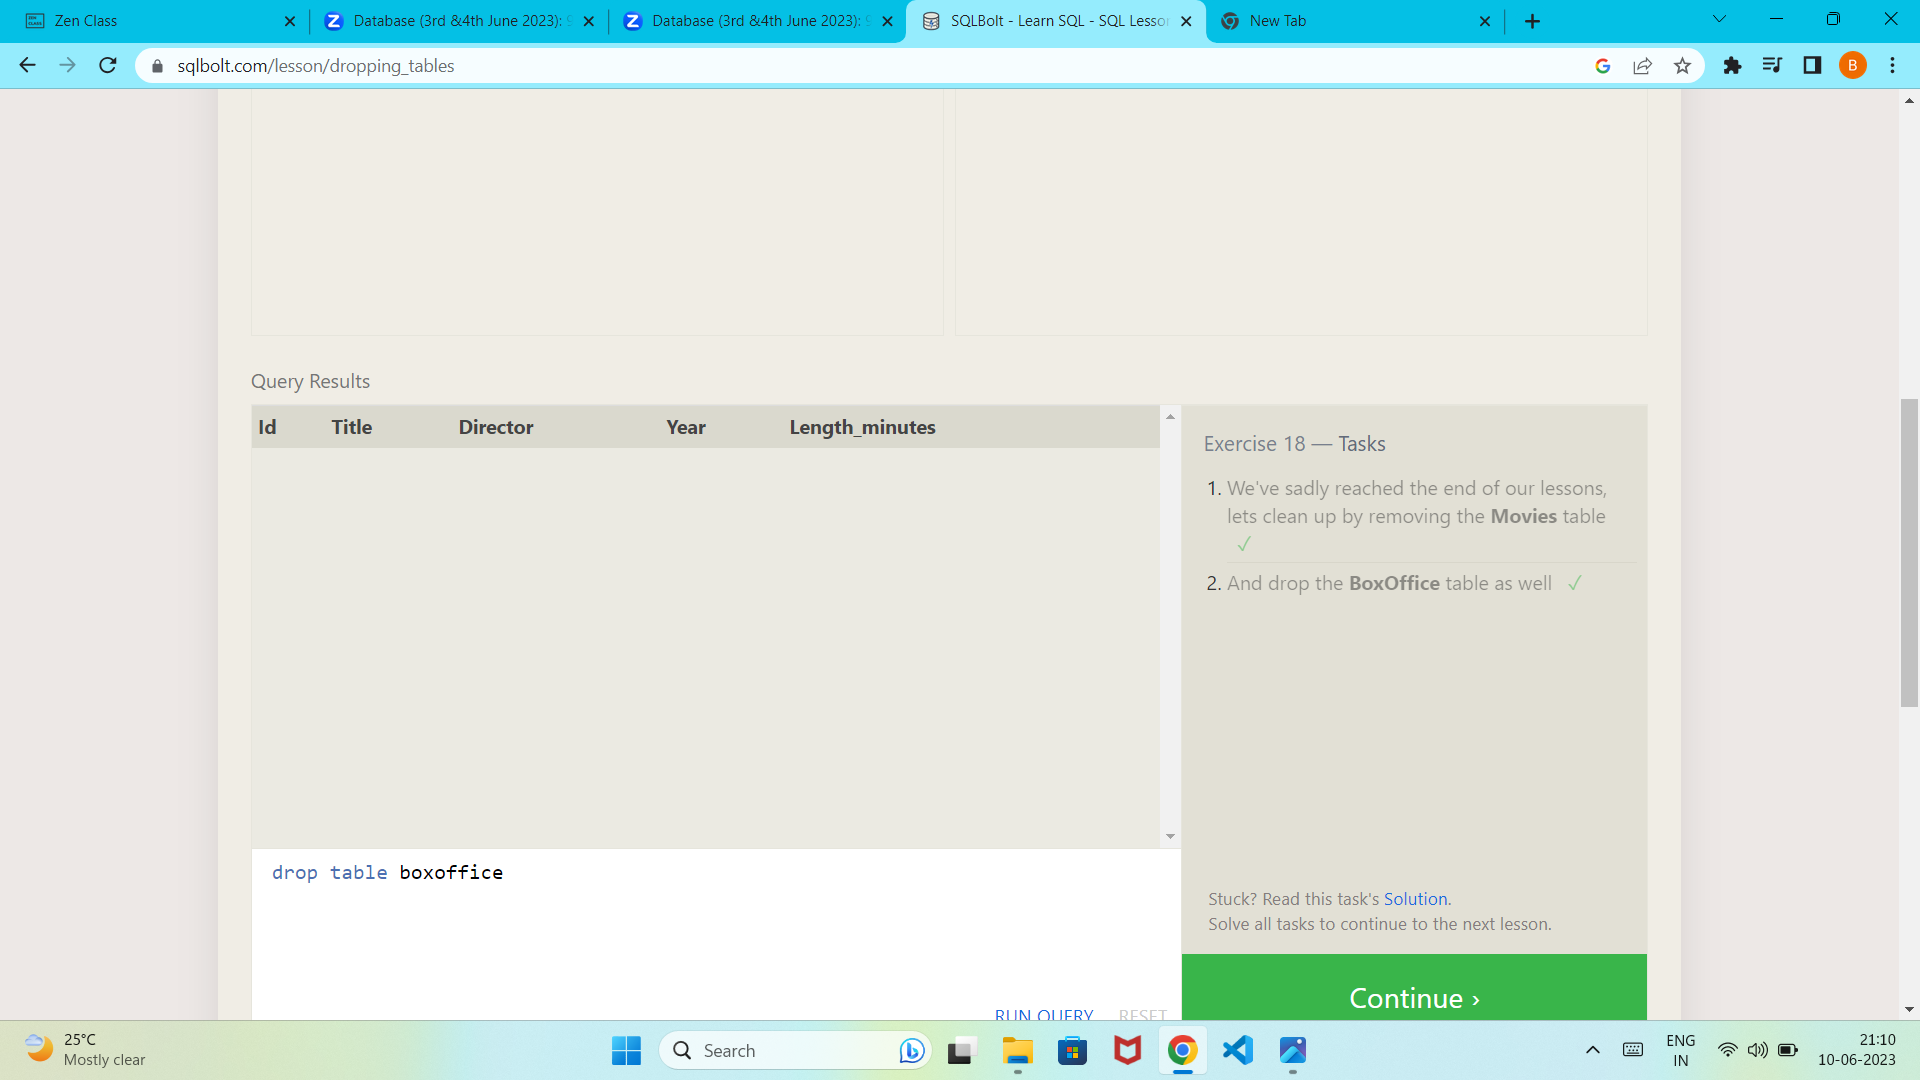 Zen Class
Database (3rd &4th June 2023): 9
Database (3rd &4th June 2023): 9
SQLBolt - Learn SQL - SQL Lesson
New Tab
sqlbolt.com/lesson/dropping_tables
B
Query Results
Id Title Director Year Length_minutes
Exercise 18 — Tasks
1. We've sadly reached the end of our lessons,
lets clean up by removing the Movies table
✓
2. And drop the BoxOffice table as well ✓
drop table boxoffice
Stuck? Read this task's Solution.
Solve all tasks to continue to the next lesson.
RUN QUERY RESET
Continue ›
25°C
Mostly clear
Search
ENG
IN
21:10
10-06-2023